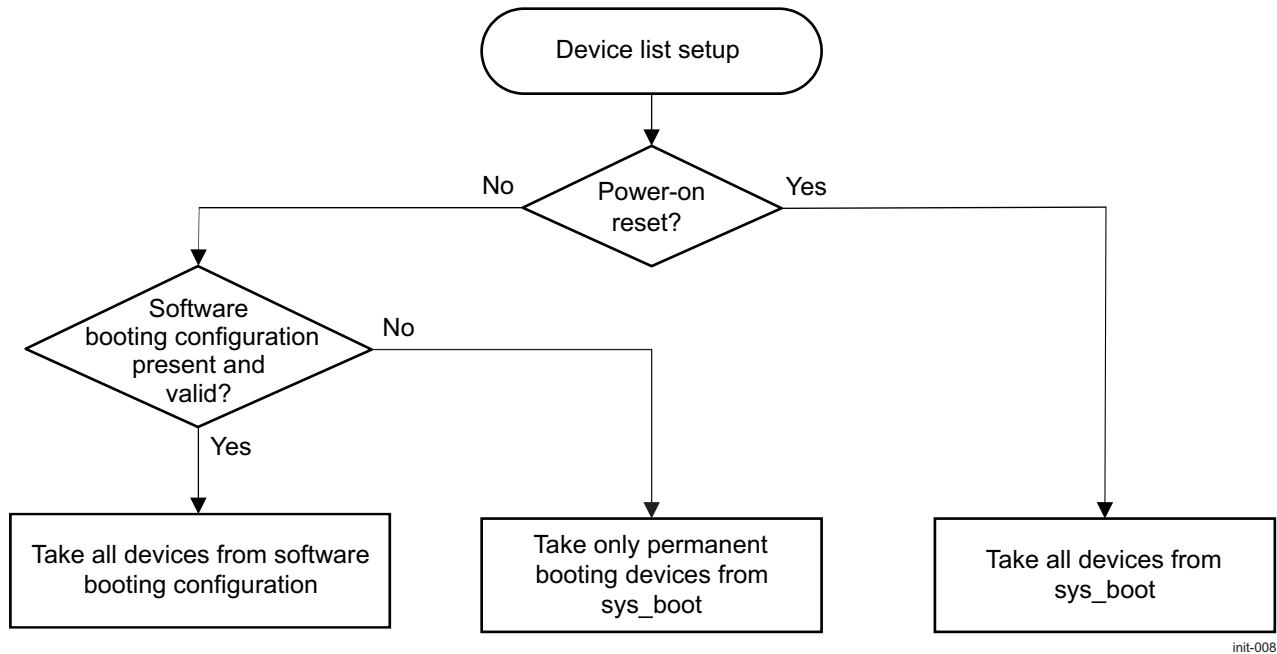 Device list setup
Power-on
reset?
No
Yes
Software
booting configuration
present and
valid?
No
Yes
Take all devices from software
booting configuration
Take only permanent
booting devices from
sys_boot
Take all devices from
sys_boot
init-008